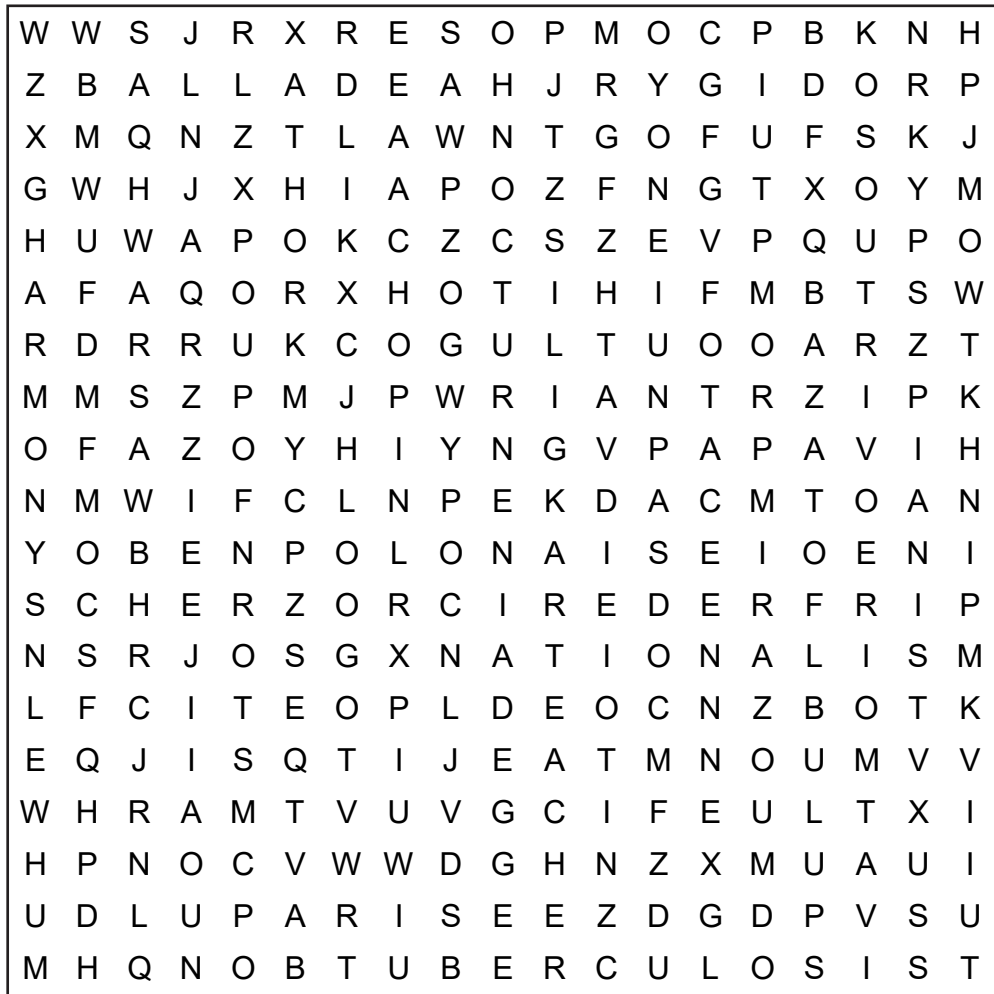 W W S J R X R E S O P M O C P B K N H
Z B A L L A D E A H J R Y G I D O R P
X M Q N Z T L A W N T G O F U F S K J
G W H J X H I A P O Z F N G T X O Y M
H U W A P O K C Z C S Z E V P Q U P O
A F A Q O R X H O T I H I F M B T S W
R D R R U K C O G U L T U O O A R Z T
M M S Z P M J P W R I A N T R Z I P K
O F A Z O Y H I Y N G V P A P A V I H
N M W I F C L N P E K D A C M T O A N
Y O B E N P O L O N A I S E I O E N I
S C H E R Z O R C I R E D E R F R I P
N S R J O S G X N A T I O N A L I S M
L F C I T E O P L D E O C N Z B O T K
E Q J I S Q T I J E A T M N O U M V V
W H R A M T V U V G C I F E U L T X I
H P N O C V W W D G H N Z X M U A U I
U D L U P A R I S E E Z D G D P V S U
M H Q N O B T U B E R C U L O S I S T